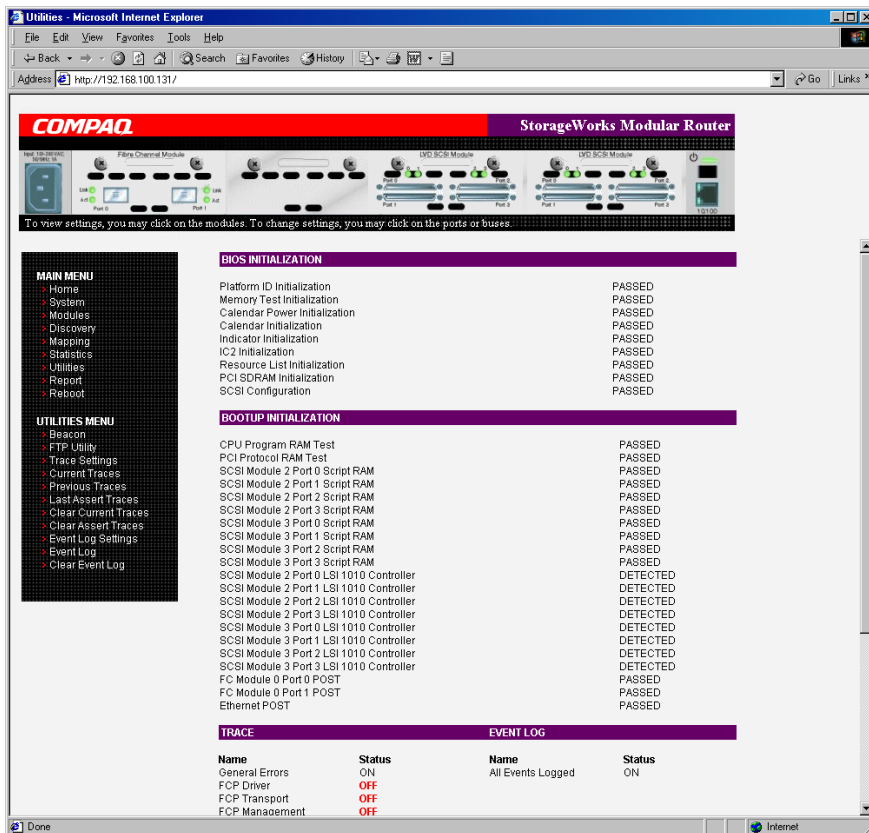 Utilities - Microsoft Internet Explorer
File Edit View Favorites Tools Help
Back Search Favorites History
Address http://192.168.100.131/ Go Links
COMPAQ StorageWorks Modular Router
Fibre Channel Module LVD SCSI Module LVD SCSI Module
Link Link
Act Act
Port 0 Port 1 Port 0 Port 2 Port 0 Port 2
Port 1 Port 3 Port 1 Port 3
10/100
To view settings, you may click on the modules. To change settings, you may click on the ports or buses.
MAIN MENU
Home
System
Modules
Discovery
Mapping
Statistics
Utilities
Report
Reboot
UTILITIES MENU
Beacon
FTP Utility
Trace Settings
Current Traces
Previous Traces
Last Assert Traces
Clear Current Traces
Clear Assert Traces
Event Log Settings
Event Log
Clear Event Log
BIOS INITIALIZATION
Platform ID Initialization PASSED
Memory Test Initialization PASSED
Calendar Power Initialization PASSED
Calendar Initialization PASSED
Indicator Initialization PASSED
IC2 Initialization PASSED
Resource List Initialization PASSED
PCI SDRAM Initialization PASSED
SCSI Configuration PASSED
BOOTUP INITIALIZATION
CPU Program RAM Test PASSED
PCI Protocol RAM Test PASSED
SCSI Module 2 Port 0 Script RAM PASSED
SCSI Module 2 Port 1 Script RAM PASSED
SCSI Module 2 Port 2 Script RAM PASSED
SCSI Module 2 Port 3 Script RAM PASSED
SCSI Module 3 Port 0 Script RAM PASSED
SCSI Module 3 Port 1 Script RAM PASSED
SCSI Module 3 Port 2 Script RAM PASSED
SCSI Module 3 Port 3 Script RAM PASSED
SCSI Module 2 Port 0 LSI 1010 Controller DETECTED
SCSI Module 2 Port 1 LSI 1010 Controller DETECTED
SCSI Module 2 Port 2 LSI 1010 Controller DETECTED
SCSI Module 2 Port 3 LSI 1010 Controller DETECTED
SCSI Module 3 Port 0 LSI 1010 Controller DETECTED
SCSI Module 3 Port 1 LSI 1010 Controller DETECTED
SCSI Module 3 Port 2 LSI 1010 Controller DETECTED
SCSI Module 3 Port 3 LSI 1010 Controller DETECTED
FC Module 0 Port 0 POST PASSED
FC Module 0 Port 1 POST PASSED
Ethernet POST PASSED
TRACE EVENT LOG
Name Status Name Status
General Errors ON All Events Logged ON
FCP Driver OFF
FCP Transport OFF
FCP Management OFF
Done Internet